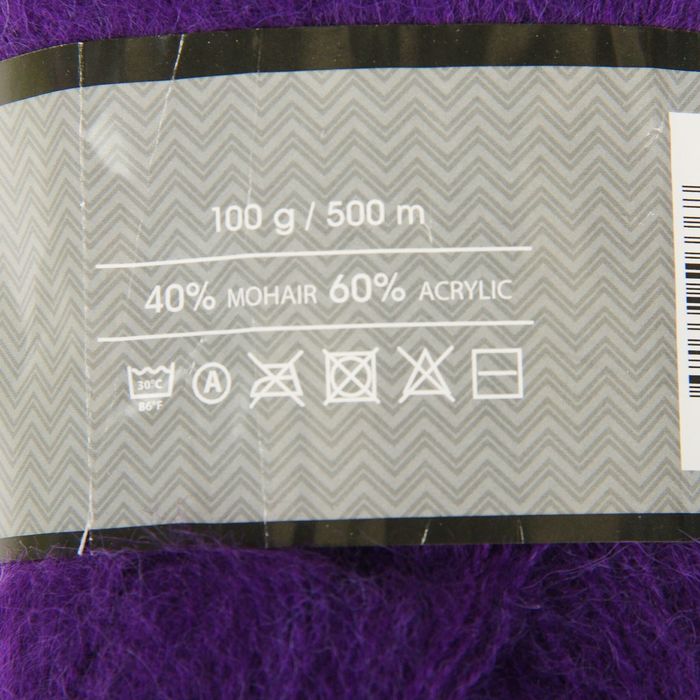 100 g / 500 m
40% MOHAIR 60% ACRYLIC
30°C A
86°F